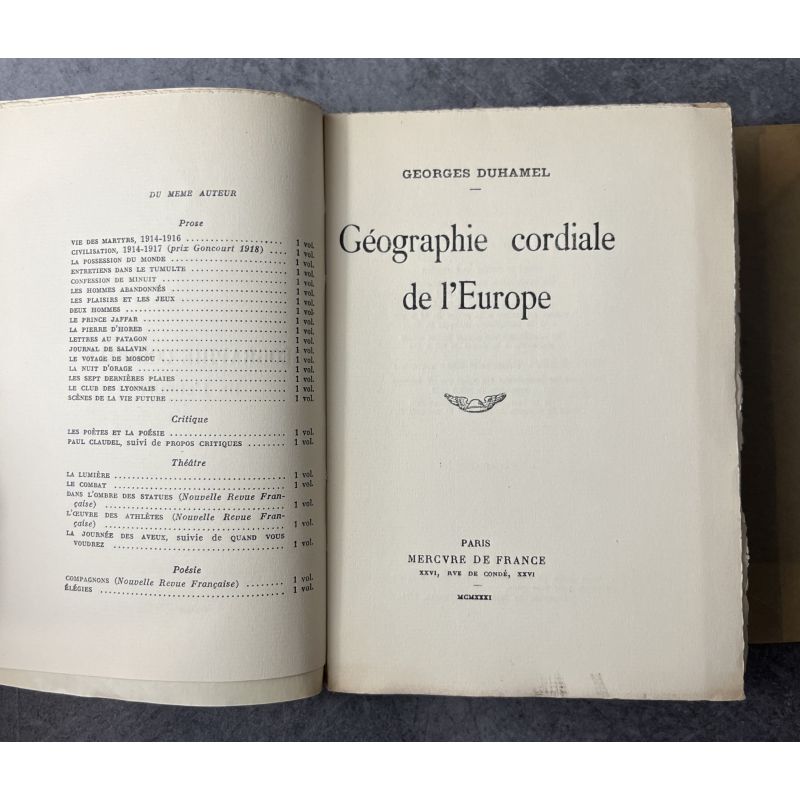 DU MEME AUTEUR
Prose
VIE DES MARTYRS, 1914-1916 .................... 1 vol.
CIVILISATION, 1914-1917 (prix Goncourt 1918) .... 1 vol.
LA POSSESSION DU MONDE .................... 1 vol.
ENTRETIENS DANS LE TUMULTE .................... 1 vol.
CONFESSION DE MINUIT .................... 1 vol.
LES HOMMES ABANDONNÉS .................... 1 vol.
LES PLAISIRS ET LES JEUX .................... 1 vol.
DEUX HOMMES .................... 1 vol.
LE PRINCE JAFFAR .................... 1 vol.
LA PIERRE D'HOREB .................... 1 vol.
LETTRES AU PATAGON .................... 1 vol.
JOURNAL DE SALAVIN .................... 1 vol.
LE VOYAGE DE MOSCOU .................... 1 vol.
LA NUIT D'ORAGE .................... 1 vol.
LES SEPT DERNIÈRES PLAIES .................... 1 vol.
LE CLUB DES LYONNAIS .................... 1 vol.
SCÈNES DE LA VIE FUTURE .................... 1 vol.
Critique
LES POÈTES ET LA POÉSIE .................... 1 vol.
PAUL CLAUDEL, suivi de PROPOS CRITIQUES ........ 1 vol.
Théâtre
LA LUMIÈRE .................... 1 vol.
LE COMBAT .................... 1 vol.
DANS L'OMBRE DES STATUES (Nouvelle Revue Fran-
çaise) .................... 1 vol.
L'ŒUVRE DES ATHLÈTES (Nouvelle Revue Fran-
çaise) .................... 1 vol.
LA JOURNÉE DES AVEUX, suivie de QUAND VOUS
VOUDREZ .................... 1 vol.
Poésie
COMPAGNONS (Nouvelle Revue Française) ........ 1 vol.
ÉLÉGIES .................... 1 vol.
GEORGES DUHAMEL
Géographie cordiale
de l'Europe
PARIS
MERCVRE DE FRANCE
XXVI, RVE DE CONDÉ, XXVI
MCMXXXI